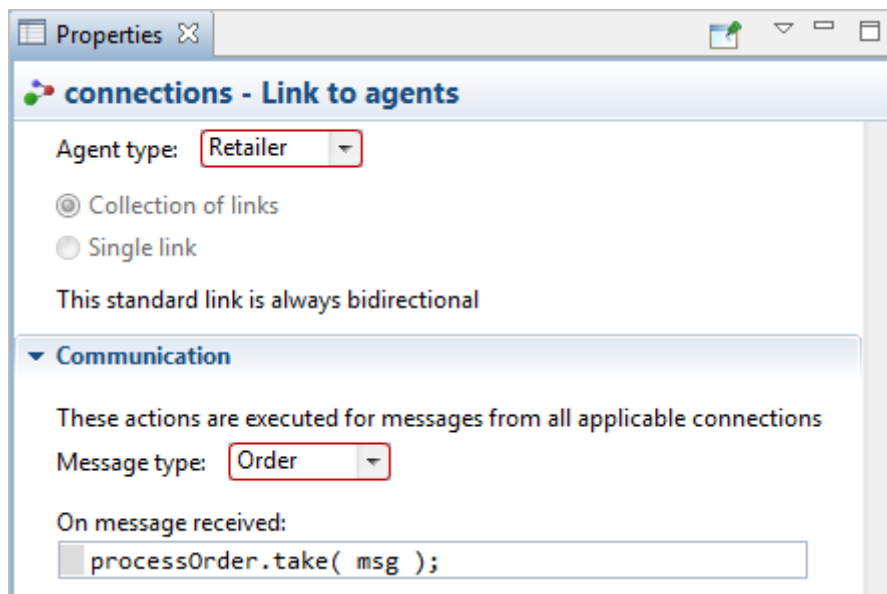 Properties
connections - Link to agents
Agent type: Retailer
Collection of links
Single link
This standard link is always bidirectional
Communication
These actions are executed for messages from all applicable connections
Message type: Order
On message received:
processOrder.take( msg );